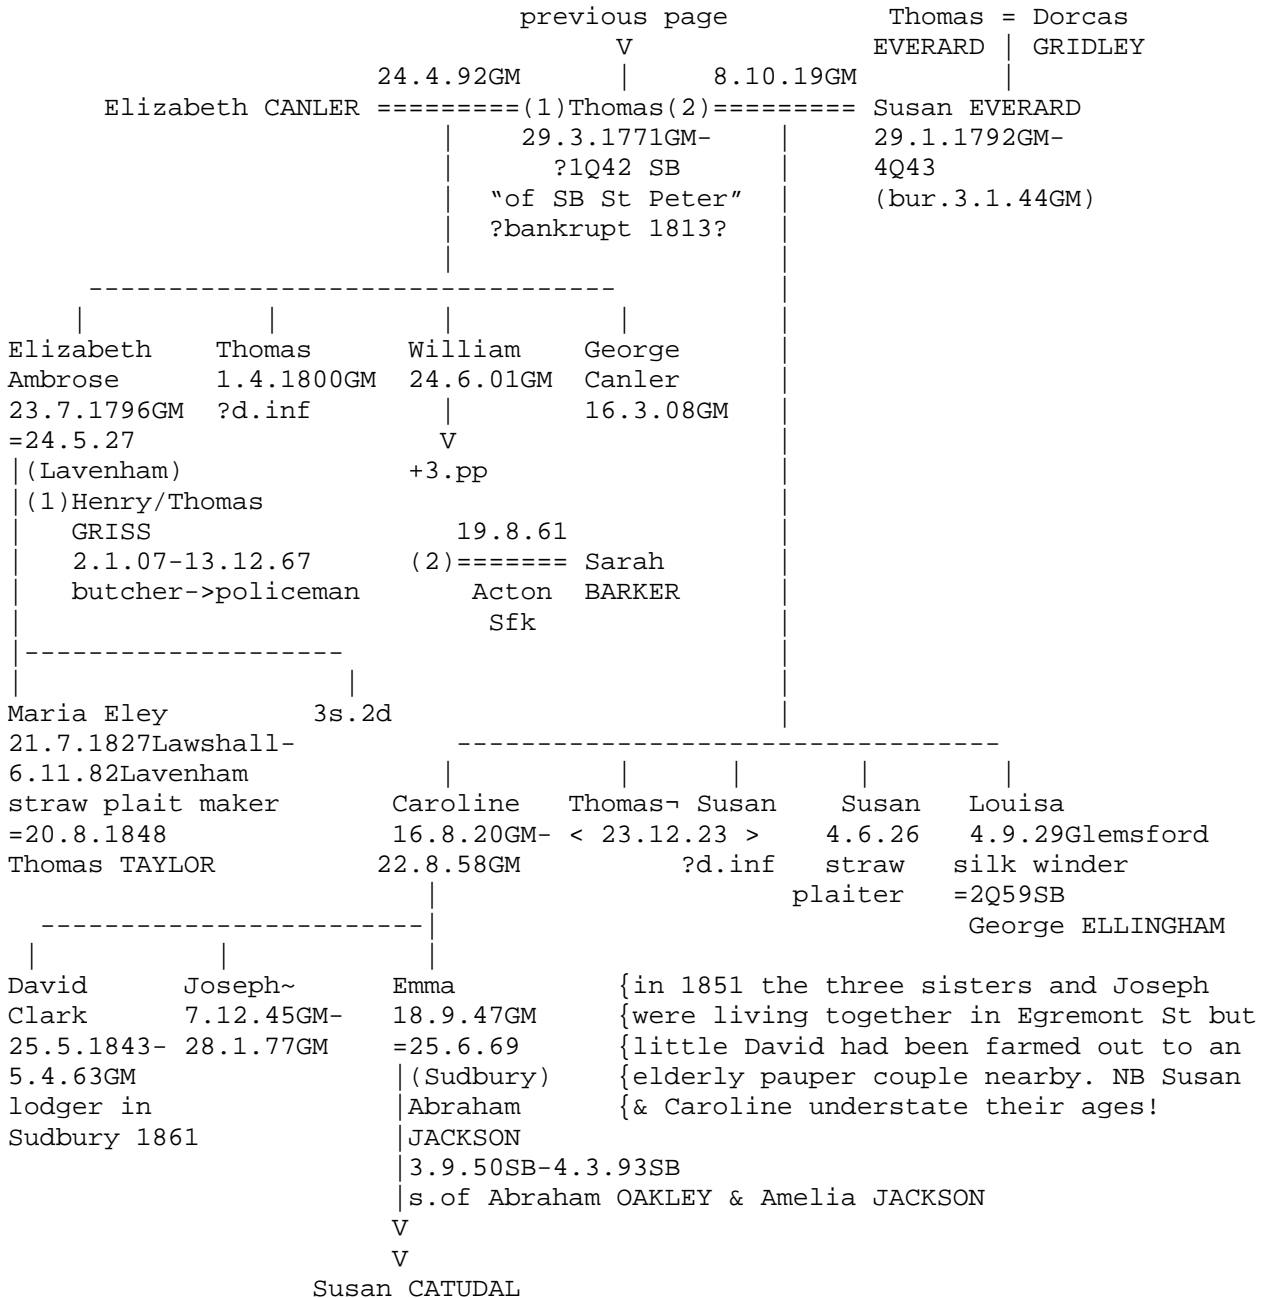 previous page Thomas = Dorcas
V EVERARD | GRIDLEY
24.4.92GM | 8.10.19GM |
Elizabeth CANLER =========(1)Thomas(2)========= Susan EVERARD
| 29.3.1771GM- | 29.1.1792GM-
| ?1Q42 SB | 4Q43
| “of SB St Peter” | (bur.3.1.44GM)
| ?bankrupt 1813? |
| |
--------------------------------- |
| | | | |
Elizabeth Thomas William George |
Ambrose 1.4.1800GM 24.6.01GM Canler |
23.7.1796GM ?d.inf | 16.3.08GM |
=24.5.27 V |
|(Lavenham) +3.pp |
|(1)Henry/Thomas |
| GRISS 19.8.61 |
| 2.1.07-13.12.67 (2)======= Sarah |
| butcher->policeman Acton BARKER |
| Sfk |
|-------------------- |
| | |
Maria Eley 3s.2d |
21.7.1827Lawshall- ----------------------------------
6.11.82Lavenham | | | | |
straw plait maker Caroline Thomas¬ Susan Susan Louisa
=20.8.1848 16.8.20GM- < 23.12.23 > 4.6.26 4.9.29Glemsford
Thomas TAYLOR 22.8.58GM ?d.inf straw silk winder
| plaiter =2Q59SB
------------------------| George ELLINGHAM
| | |
David Joseph~ Emma {in 1851 the three sisters and Joseph
Clark 7.12.45GM- 18.9.47GM {were living together in Egremont St but
25.5.1843- 28.1.77GM =25.6.69 {little David had been farmed out to an
5.4.63GM |(Sudbury) {elderly pauper couple nearby. NB Susan
lodger in |Abraham {& Caroline understate their ages!
Sudbury 1861 |JACKSON
|3.9.50SB-4.3.93SB
|s.of Abraham OAKLEY & Amelia JACKSON
V
V
Susan CATUDAL